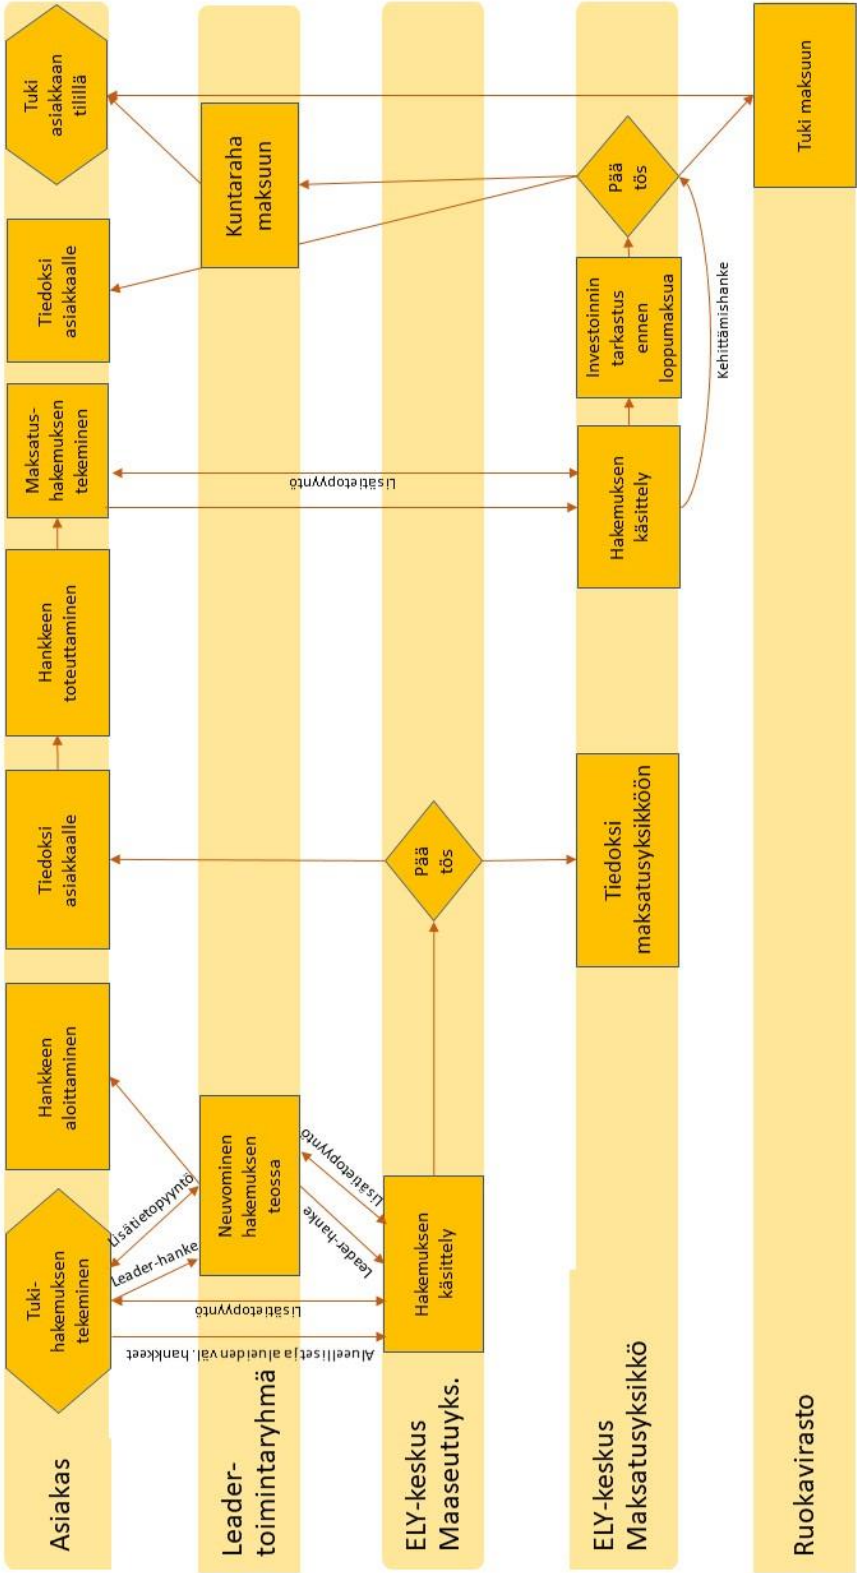 Asiakas
Tuki-
hakemuksen
tekeminen
Hankkeen
aloittaminen
Tiedoksi
asiakkaalle
Hankkeen
toteuttaminen
Maksatus-
hakemuksen
tekeminen
Tiedoksi
asiakkaalle
Tuki
asiakkaan
tilillä
Lisätietopyyntö
Leader-hanke
Lisätietopyyntö
Alueelliset ja alueiden väl. hankkeet
Leader-
toimintaryhmä
Neuvominen
hakemuksen
teossa
Kuntaraha
maksuun
Lisätietopyyntö
Leader-hanke
Lisätietopyyntö
ELY-keskus
Maaseutuyks.
Hakemuksen
käsittely
Pää
tös
ELY-keskus
Maksatusyksikkö
Tiedoksi
maksatusyksikköön
Hakemuksen
käsittely
Investoinnin
tarkastus
ennen
loppumaksua
Pää
tös
Kehittämishanke
Ruokavirasto
Tuki maksuun